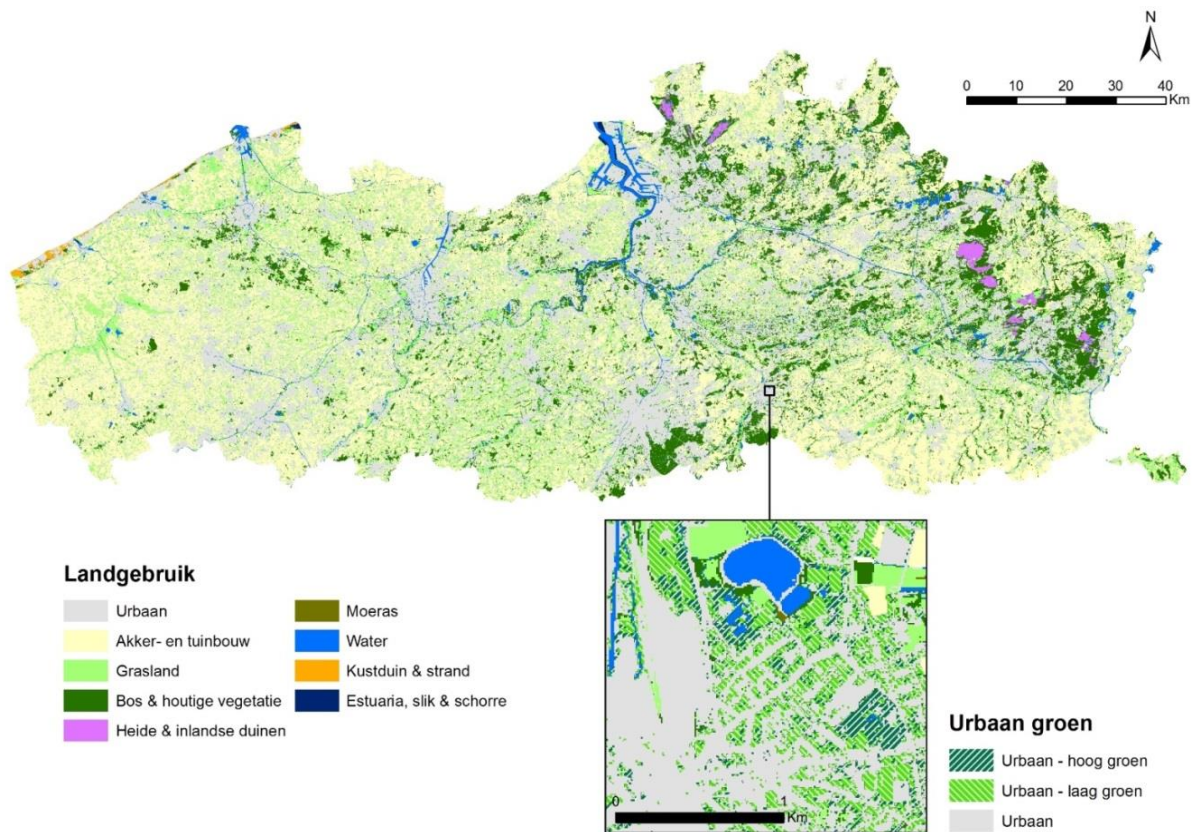 N
0 10 20 30 40
Km
Landgebruik
Urbaan
Akker- en tuinbouw
Grasland
Bos & houtige vegetatie
Heide & inlandse duinen
Moeras
Water
Kustduin & strand
Estuaria, slik & schorre
0 1
Km
Urbaan groen
Urbaan - hoog groen
Urbaan - laag groen
Urbaan